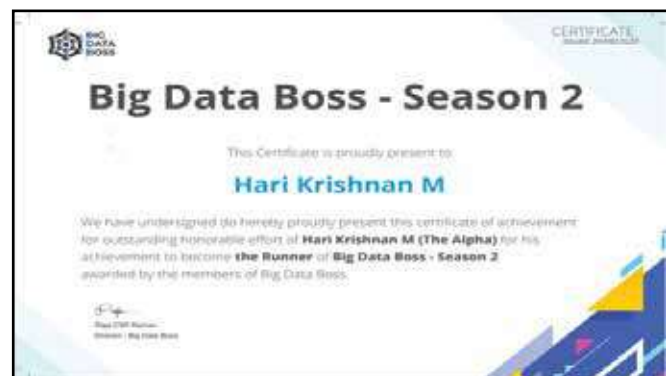 BIG
DATA
BOSS
CERTIFICATE
Big Data Boss - Season 2
This Certificate is proudly present to
Hari Krishnan M
We have undersigned do hereby proudly present this certificate of achievement
for outstanding honorable effort of Hari Krishnan M (The Alpha) for his
achievement to become the Runner of Big Data Boss - Season 2
awarded by the members of Big Data Boss.
Big Data Boss